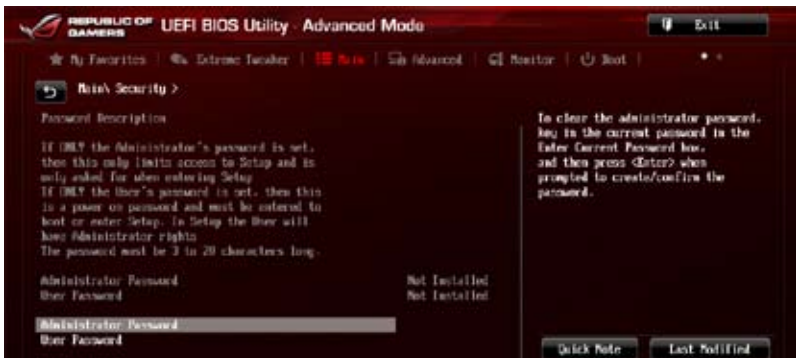 REPUBLIC OF GAMERS UEFI BIOS Utility - Advanced Mode Exit
My Favorites Extreme Tweaker Main Advanced Monitor Boot
Main\ Security >
Password Description
If ONLY the Administrator's password is set,
then this only limits access to Setup and is
only asked for when entering Setup
If ONLY the User's password is set, then this
is a power on password and must be entered to
boot or enter Setup. In Setup the User will
have Administrator rights
The password must be 3 to 20 characters long.
Administrator Password Not Installed
User Password Not Installed
Administrator Password
User Password
To clear the administrator password,
key in the current password in the
Enter Current Password box,
and then press <Enter> when
prompted to create/confirm the
password.
Quick Note Last Modified